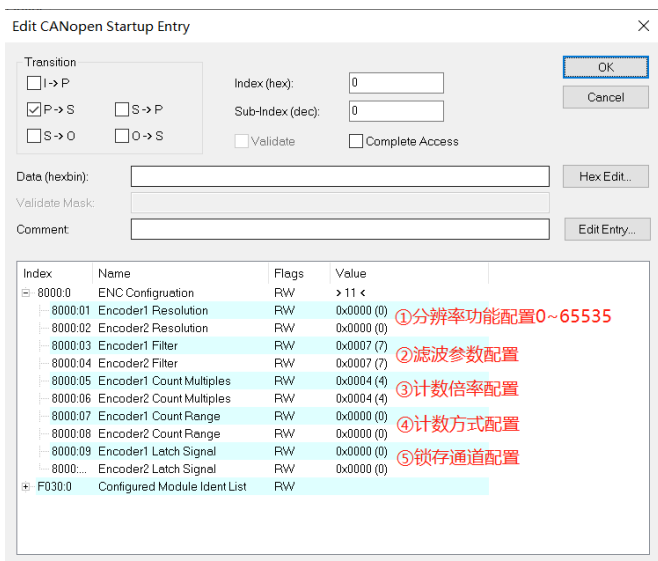 Edit CANopen Startup Entry
Transition
I -> P
P -> S
S -> P
S -> O
O -> S
Index (hex):
0
Sub-Index (dec):
0
Validate
Complete Access
OK
Cancel
Data (hexbin):
Hex Edit...
Validate Mask:
Comment:
Edit Entry...
Index Name Flags Value
8000:0 ENC Configruation RW > 11 <
8000:01 Encoder1 Resolution RW 0x0000 (0)
①分辨率功能配置0~65535
8000:02 Encoder2 Resolution RW 0x0000 (0)
8000:03 Encoder1 Filter RW 0x0007 (7)
②滤波参数配置
8000:04 Encoder2 Filter RW 0x0007 (7)
8000:05 Encoder1 Count Multiples RW 0x0004 (4)
③计数倍率配置
8000:06 Encoder2 Count Multiples RW 0x0004 (4)
8000:07 Encoder1 Count Range RW 0x0000 (0)
④计数方式配置
8000:08 Encoder2 Count Range RW 0x0000 (0)
8000:09 Encoder1 Latch Signal RW 0x0000 (0)
⑤锁存通道配置
8000:... Encoder2 Latch Signal RW 0x0000 (0)
F030:0 Configured Module Ident List RW